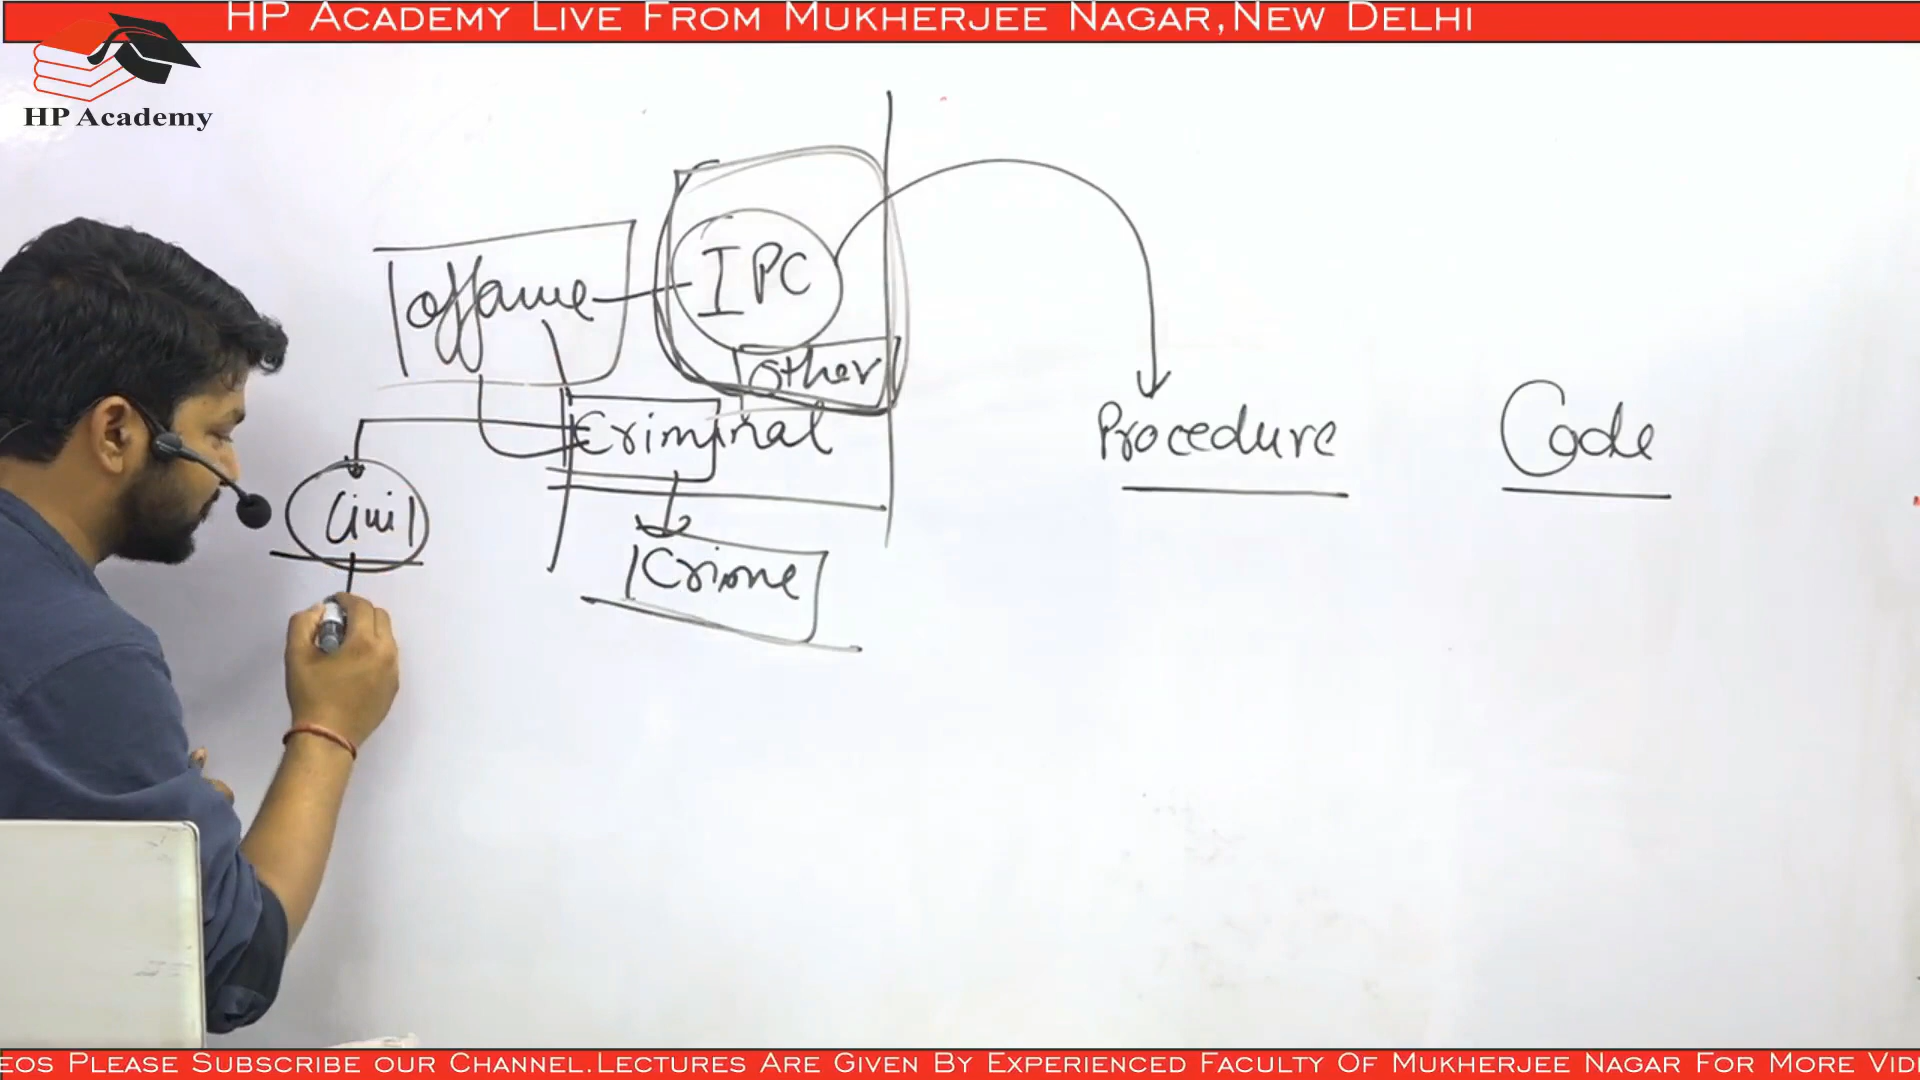 HP Academy Live From Mukherjee Nagar,New Delhi
HP Academy
IPC
offence
other
Criminal
Procedure Code
Civil
Crime
eos Please Subscribe our Channel.Lectures Are Given By Experienced Faculty Of Mukherjee Nagar For More Vid